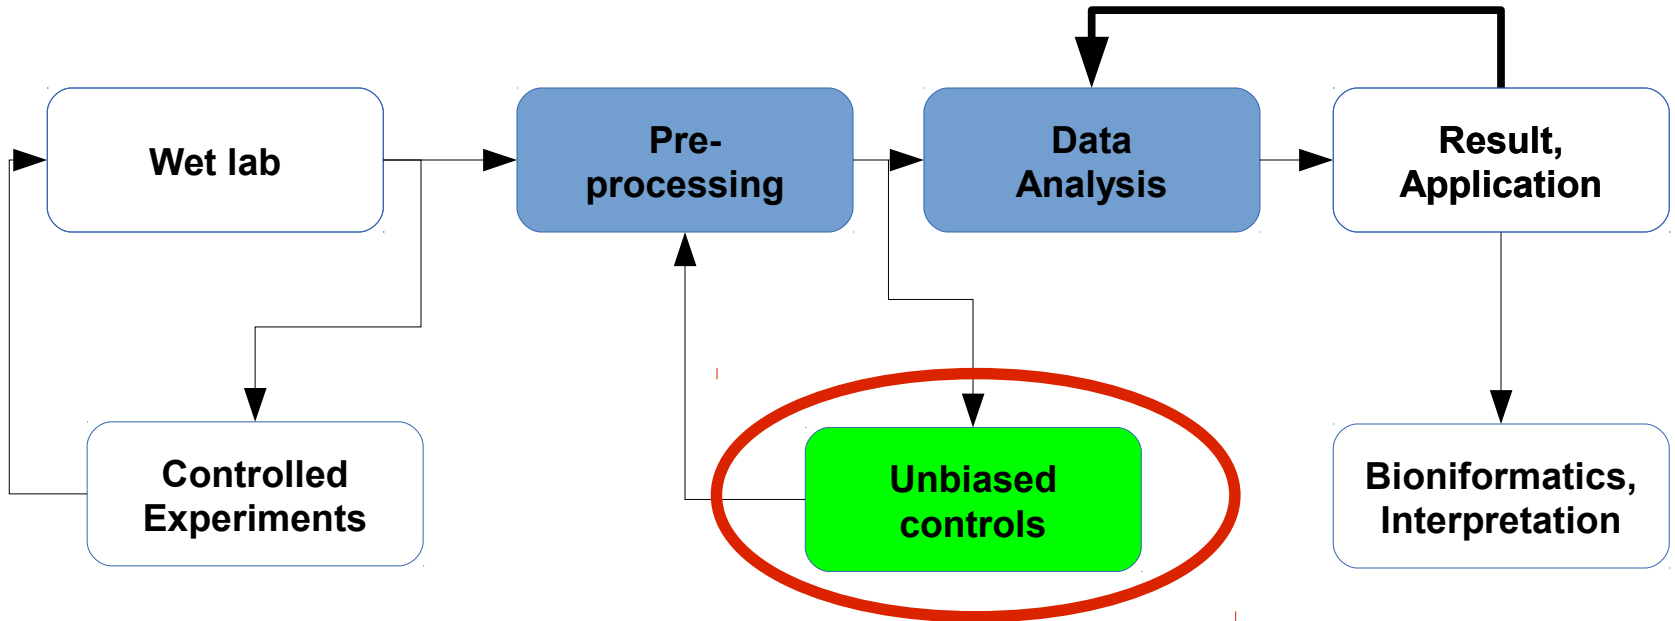 Wet lab
Pre-
processing
Data
Analysis
Result,
Application
Controlled
Experiments
Unbiased
controls
Bioniformatics,
Interpretation